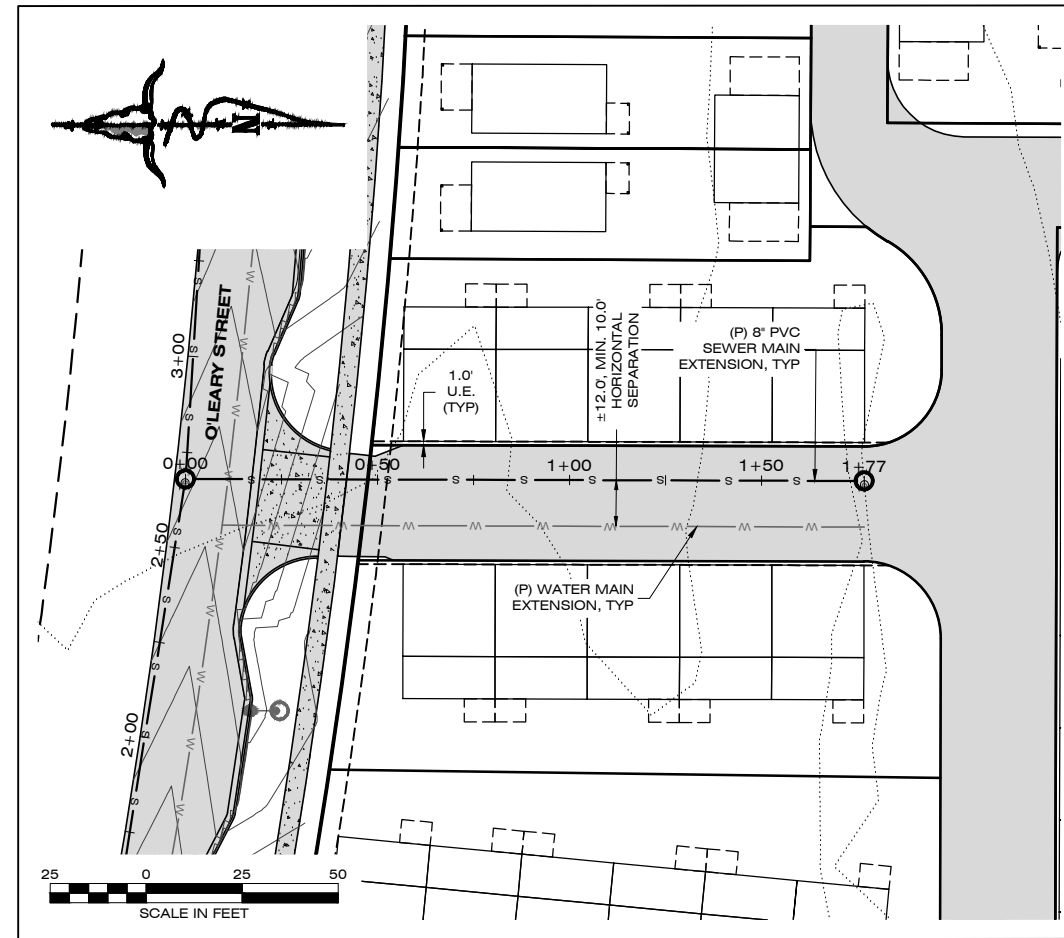 N
3+00
O'LEARY STREET
1.0'
U.E.
(TYP)
±12.0', MIN. 10.0'
HORIZONTAL
SEPARATION
(P) 8" PVC
SEWER MAIN
EXTENSION, TYP
0+00
0+50
1+00
1+50
1+77
S S S S S S S
W W W W W W W W W
2+50
(P) WATER MAIN
EXTENSION, TYP
2+00
25 0 25 50
SCALE IN FEET